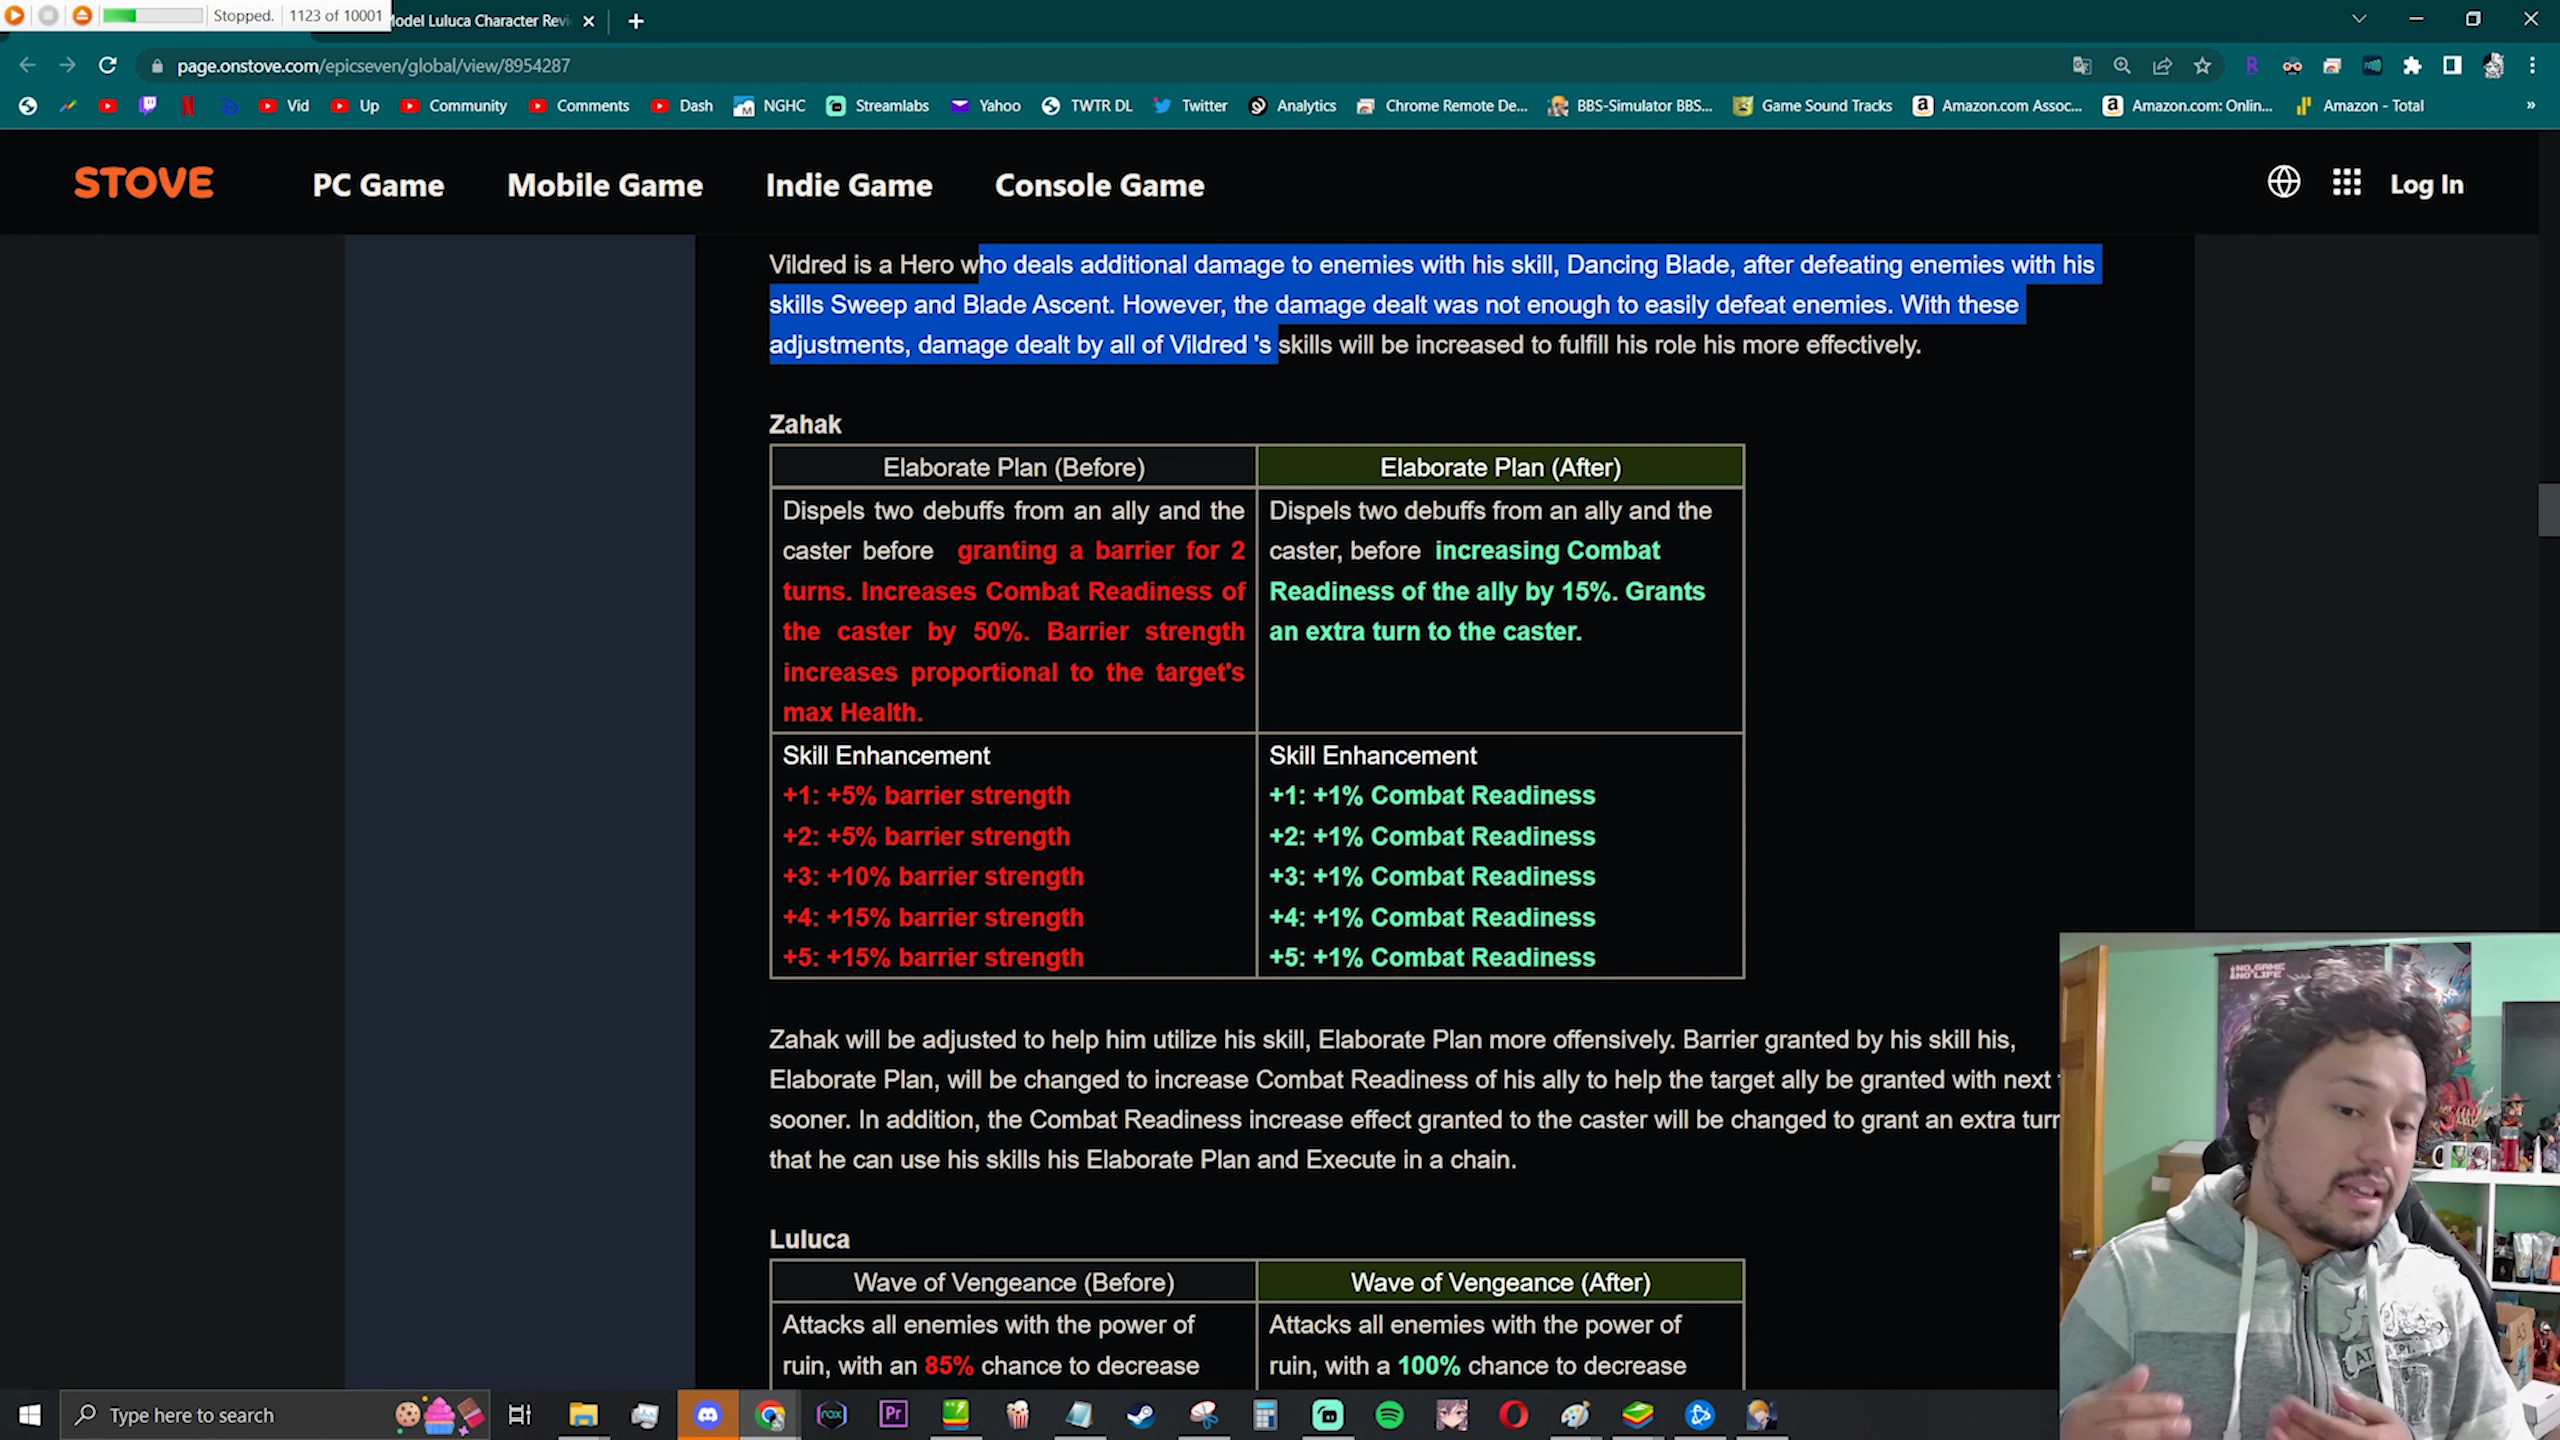 Stopped. 1123 of 10001 odel Luluca Character Revi
page.onstove.com/epicseven/global/view/8954287
Vid Up Community Comments Dash NGHC Streamlabs Yahoo TWTR DL Twitter Analytics Chrome Remote De... BBS-Simulator BBS... Game Sound Tracks Amazon.com Assoc... Amazon.com: Onlin... Amazon - Total »
STOVE PC Game Mobile Game Indie Game Console Game Log In
Vildred is a Hero who deals additional damage to enemies with his skill, Dancing Blade, after defeating enemies with his
skills Sweep and Blade Ascent. However, the damage dealt was not enough to easily defeat enemies. With these
adjustments, damage dealt by all of Vildred 's skills will be increased to fulfill his role his more effectively.
Zahak
Elaborate Plan (Before)
Dispels two debuffs from an ally and the
caster before granting a barrier for 2
turns. Increases Combat Readiness of
the caster by 50%. Barrier strength
increases proportional to the target's
max Health.
Skill Enhancement
+1: +5% barrier strength
+2: +5% barrier strength
+3: +10% barrier strength
+4: +15% barrier strength
+5: +15% barrier strength
Elaborate Plan (After)
Dispels two debuffs from an ally and the
caster, before increasing Combat
Readiness of the ally by 15%. Grants
an extra turn to the caster.
Skill Enhancement
+1: +1% Combat Readiness
+2: +1% Combat Readiness
+3: +1% Combat Readiness
+4: +1% Combat Readiness
+5: +1% Combat Readiness
Zahak will be adjusted to help him utilize his skill, Elaborate Plan more offensively. Barrier granted by his skill his,
Elaborate Plan, will be changed to increase Combat Readiness of his ally to help the target ally be granted with next
sooner. In addition, the Combat Readiness increase effect granted to the caster will be changed to grant an extra turn
that he can use his skills his Elaborate Plan and Execute in a chain.
Luluca
Wave of Vengeance (Before)
Attacks all enemies with the power of
ruin, with an 85% chance to decrease
Wave of Vengeance (After)
Attacks all enemies with the power of
ruin, with a 100% chance to decrease
NO GAME
NO LIFE
Type here to search